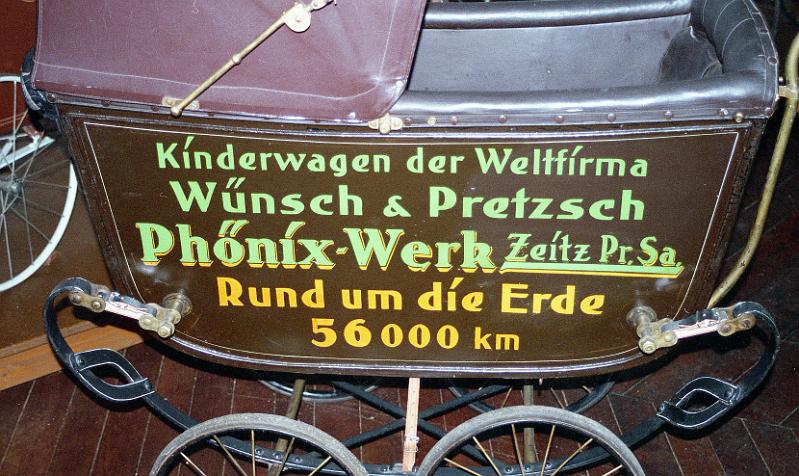 Kinderwagen der Weltfirma
Wünsch & Pretzsch
Phönix-Werk Zeitz Pr. Sa.
Rund um die Erde
56000 km